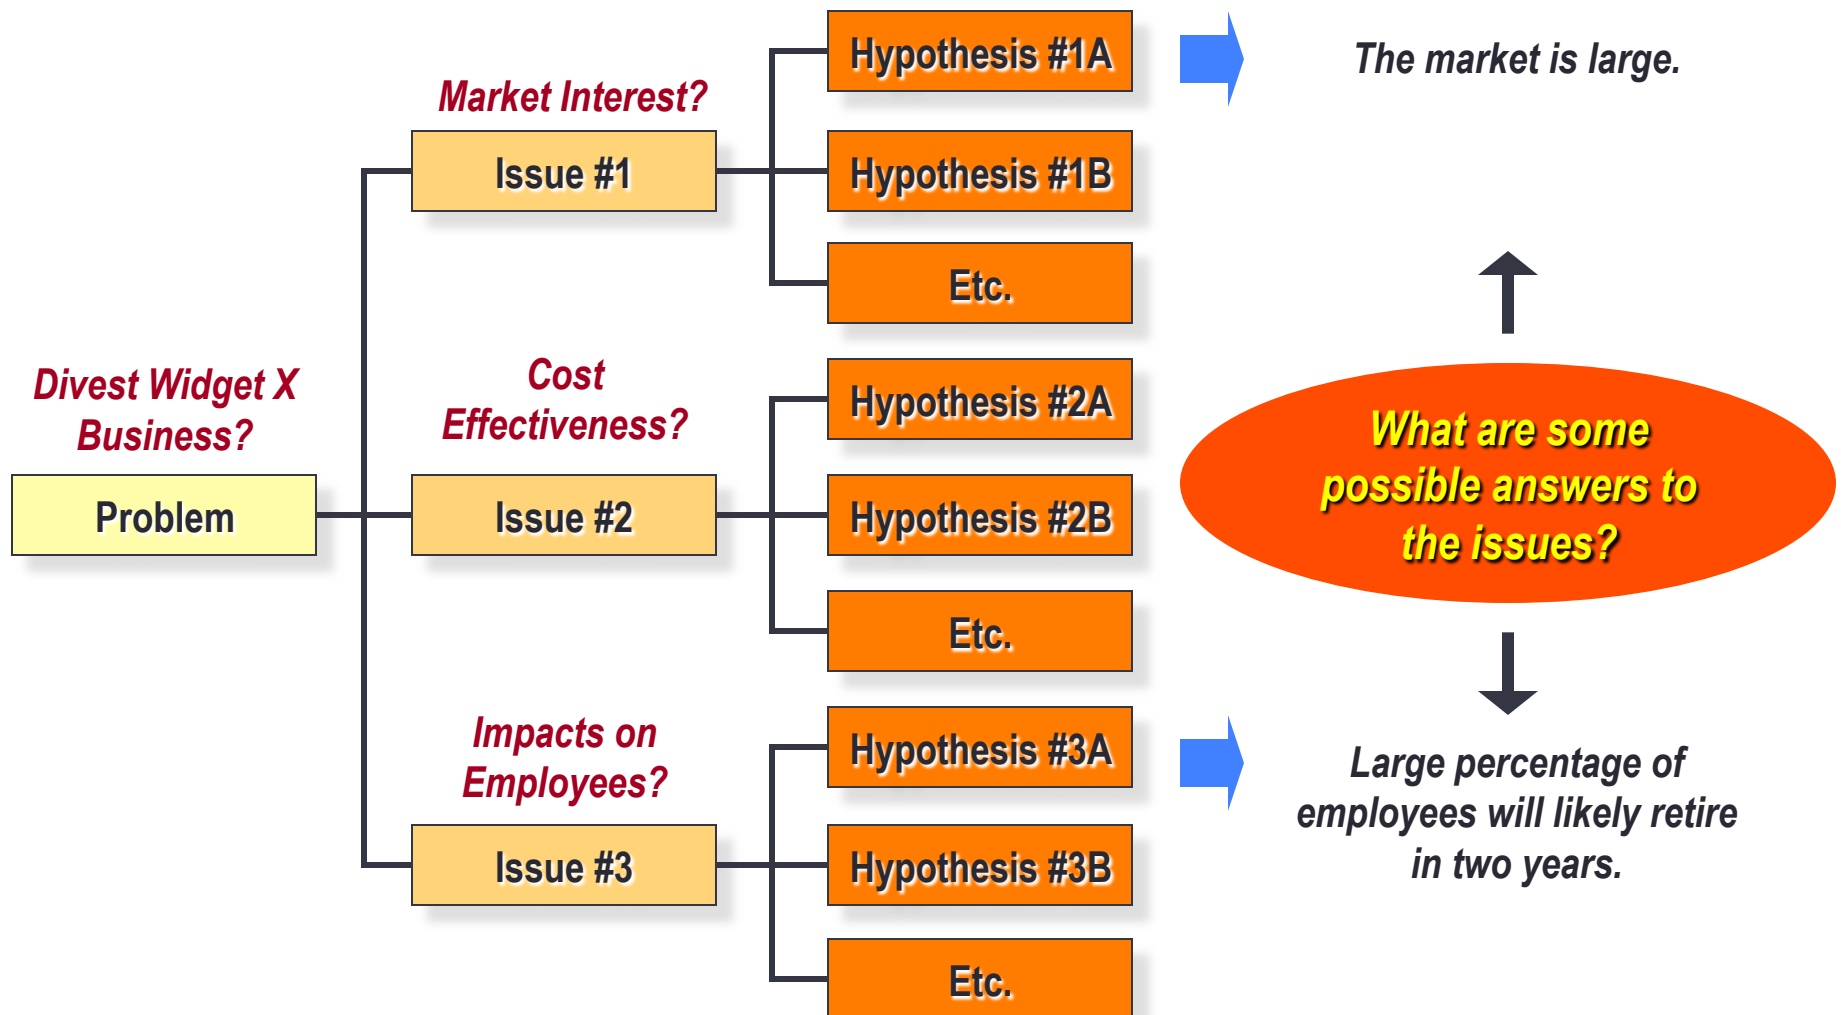 Divest Widget X
Business?
Problem
Market Interest?
Issue #1
Cost
Effectiveness?
Issue #2
Impacts on
Employees?
Issue #3
Hypothesis #1A
Hypothesis #1B
Etc.
Hypothesis #2A
Hypothesis #2B
Etc.
Hypothesis #3A
Hypothesis #3B
Etc.
The market is large.
What are some
possible answers to
the issues?
Large percentage of
employees will likely retire
in two years.